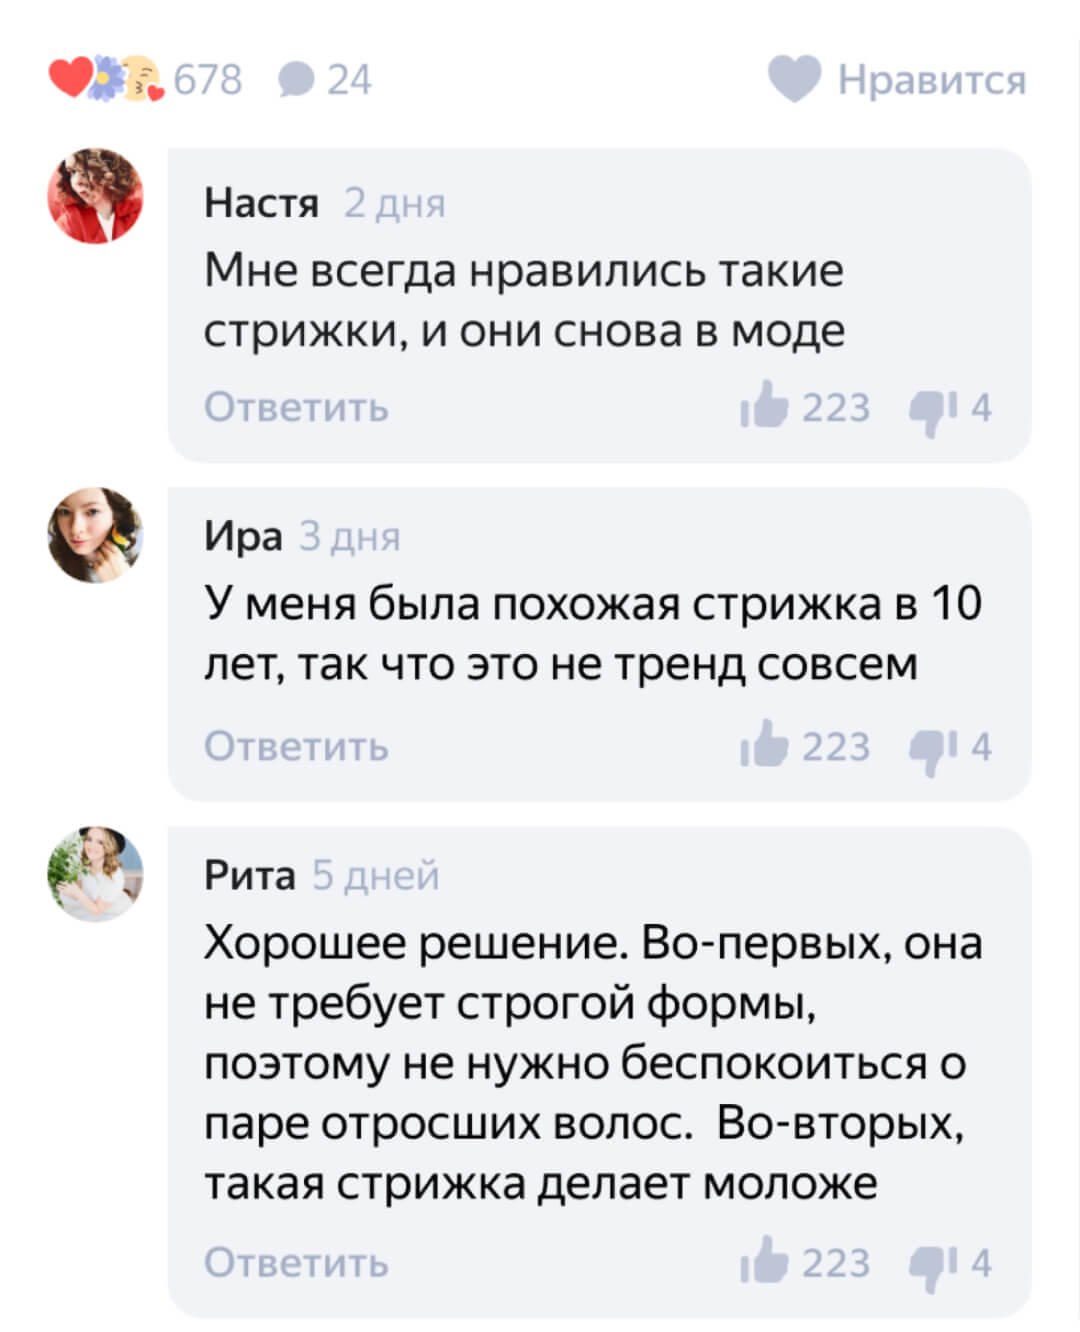 678 24 Нравится
Настя 2 дня
Мне всегда нравились такие
стрижки, и они снова в моде
Ответить 223 4
Ира 3 дня
У меня была похожая стрижка в 10
лет, так что это не тренд совсем
Ответить 223 4
Рита 5 дней
Хорошее решение. Во-первых, она
не требует строгой формы,
поэтому не нужно беспокоиться о
паре отросших волос.  Во-вторых,
такая стрижка делает моложе
Ответить 223 4